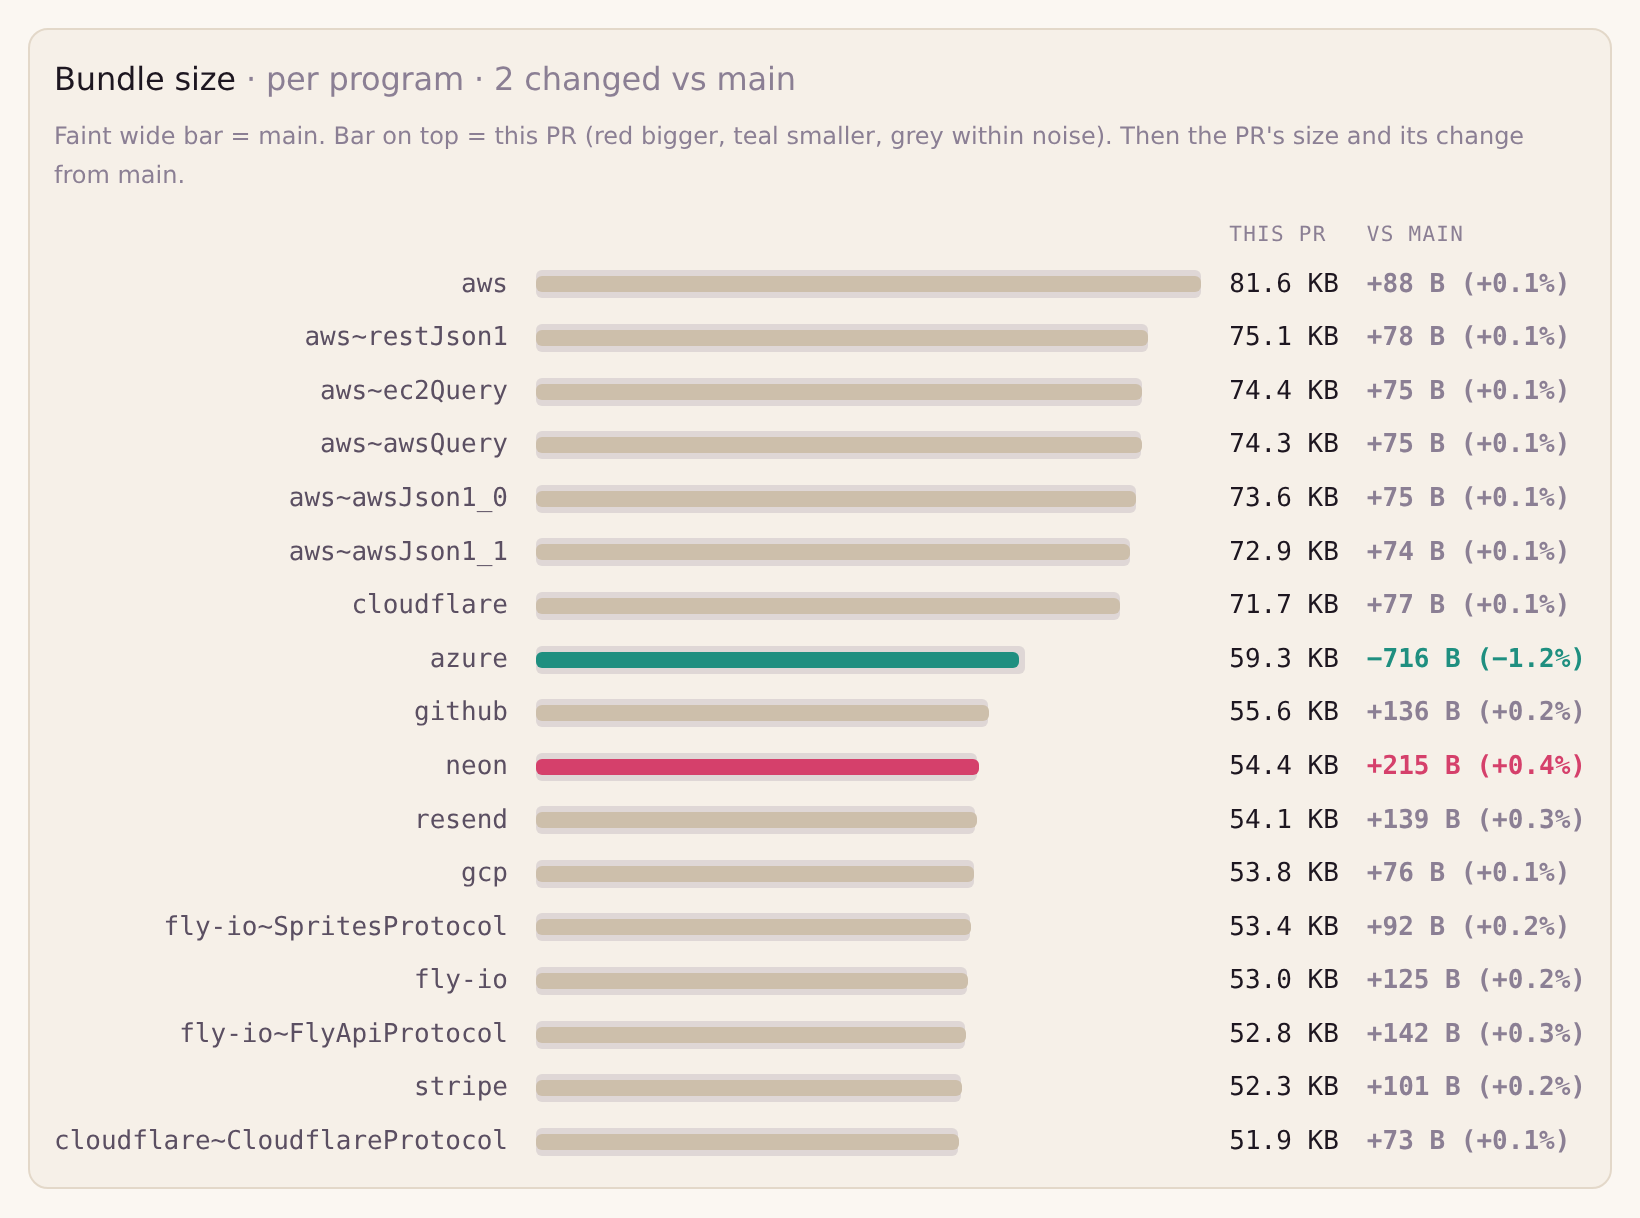 Bundle size · per program · 2 changed vs main
Faint wide bar = main. Bar on top = this PR (red bigger, teal smaller, grey within noise). Then the PR's size and its change
from main.
THIS PR VS MAIN
aws 81.6 KB +88 B (+0.1%)
aws~restJson1 75.1 KB +78 B (+0.1%)
aws~ec2Query 74.4 KB +75 B (+0.1%)
aws~awsQuery 74.3 KB +75 B (+0.1%)
aws~awsJson1_0 73.6 KB +75 B (+0.1%)
aws~awsJson1_1 72.9 KB +74 B (+0.1%)
cloudflare 71.7 KB +77 B (+0.1%)
azure 59.3 KB −716 B (−1.2%)
github 55.6 KB +136 B (+0.2%)
neon 54.4 KB +215 B (+0.4%)
resend 54.1 KB +139 B (+0.3%)
gcp 53.8 KB +76 B (+0.1%)
fly-io~SpritesProtocol 53.4 KB +92 B (+0.2%)
fly-io 53.0 KB +125 B (+0.2%)
fly-io~FlyApiProtocol 52.8 KB +142 B (+0.3%)
stripe 52.3 KB +101 B (+0.2%)
cloudflare~CloudflareProtocol 51.9 KB +73 B (+0.1%)